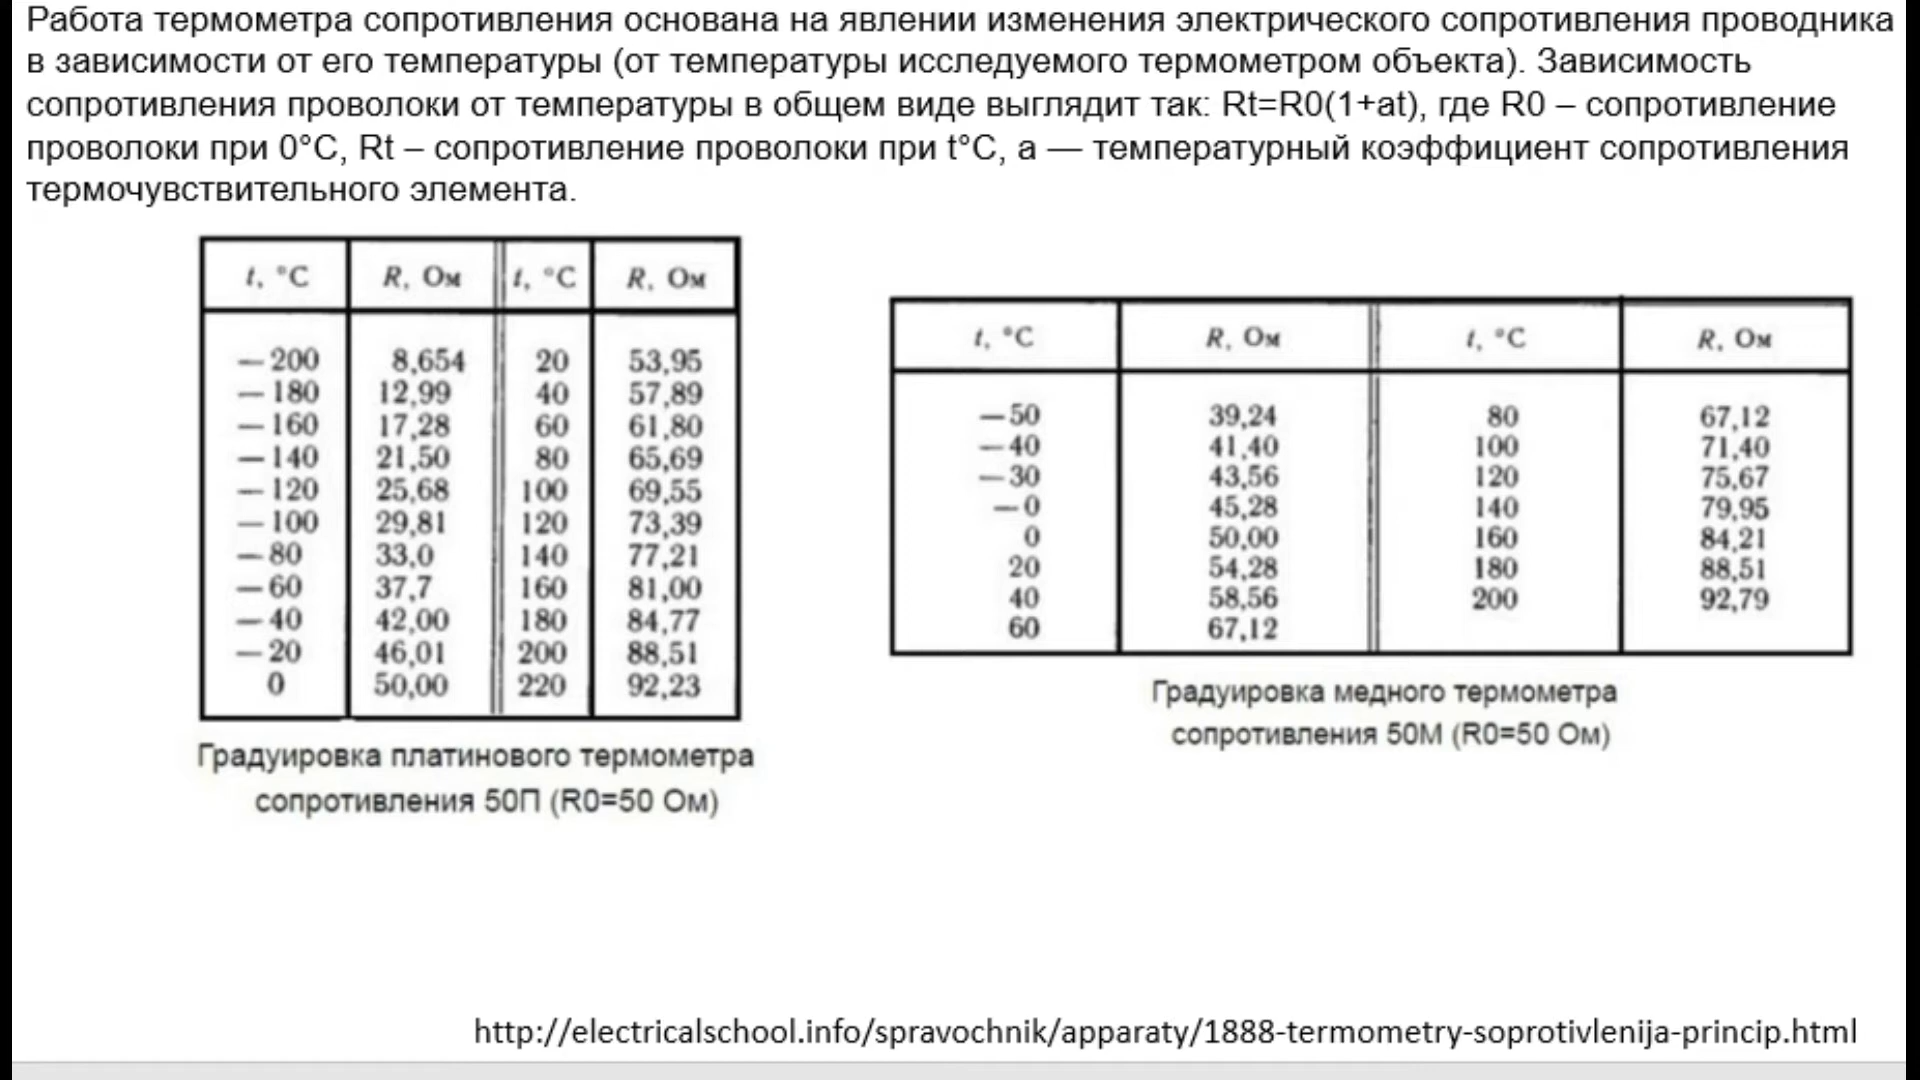 Работа термометра сопротивления основана на явлении изменения электрического сопротивления проводника
в зависимости от его температуры (от температуры исследуемого термометром объекта). Зависимость
сопротивления проволоки от температуры в общем виде выглядит так: Rt=R0(1+at), где R0 – сопротивление
проволоки при 0°С, Rt – сопротивление проволоки при t°С, а — температурный коэффициент сопротивления
термочувствительного элемента.
t, °C R, Ом t, °C R, Ом
—200 8,654 20 53,95
—180 12,99 40 57,89
—160 17,28 60 61,80
—140 21,50 80 65,69
—120 25,68 100 69,55
—100 29,81 120 73,39
—80 33,0 140 77,21
—60 37,7 160 81,00
—40 42,00 180 84,77
—20 46,01 200 88,51
0 50,00 220 92,23
Градуировка платинового термометра
сопротивления 50П (R0=50 Ом)
t, °C R, Ом t, °C R, Ом
—50 39,24 80 67,12
—40 41,40 100 71,40
—30 43,56 120 75,67
—0 45,28 140 79,95
0 50,00 160 84,21
20 54,28 180 88,51
40 58,56 200 92,79
60 67,12
Градуировка медного термометра
сопротивления 50М (R0=50 Ом)
http://electricalschool.info/spravochnik/apparaty/1888-termometry-soprotivlenija-princip.html